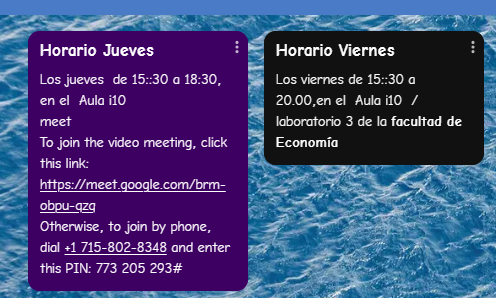 Horario Jueves
Los jueves  de 15::30 a 18:30,
en el  Aula i10
meet
To join the video meeting, click
this link:
https://meet.google.com/brm-
obpu-qzq
Otherwise, to join by phone,
dial +1 715-802-8348 and enter
this PIN: 773 205 293#
Horario Viernes
Los viernes de 15::30 a
20.00,en el  Aula i10  /
laboratorio 3 de la facultad de
Economía